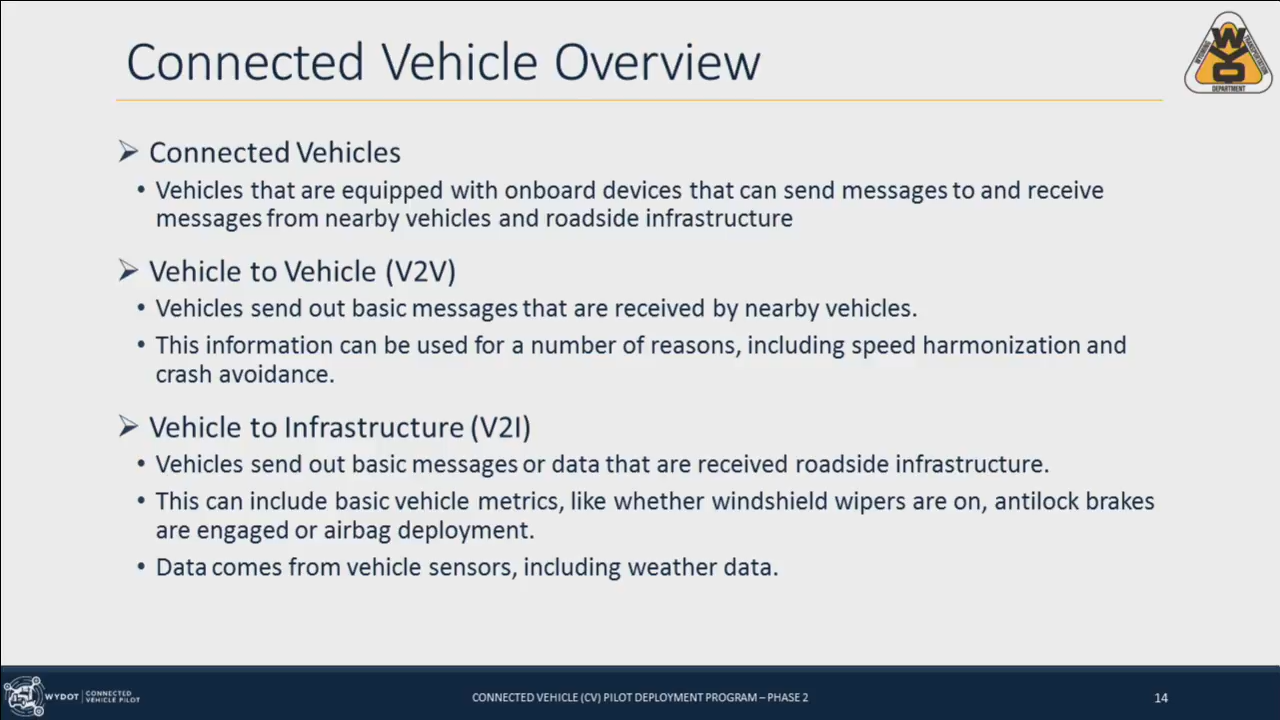 Connected Vehicle Overview
WYO
WYOMING
TRANSPORTATION
DEPARTMENT
Connected Vehicles
• Vehicles that are equipped with onboard devices that can send messages to and receive
messages from nearby vehicles and roadside infrastructure
Vehicle to Vehicle (V2V)
• Vehicles send out basic messages that are received by nearby vehicles.
• This information can be used for a number of reasons, including speed harmonization and
crash avoidance.
Vehicle to Infrastructure (V2I)
• Vehicles send out basic messages or data that are received roadside infrastructure.
• This can include basic vehicle metrics, like whether windshield wipers are on, antilock brakes
are engaged or airbag deployment.
• Data comes from vehicle sensors, including weather data.
WYDOT | CONNECTED
VEHICLE PILOT
CONNECTED VEHICLE (CV) PILOT DEPLOYMENT PROGRAM – PHASE 2
14